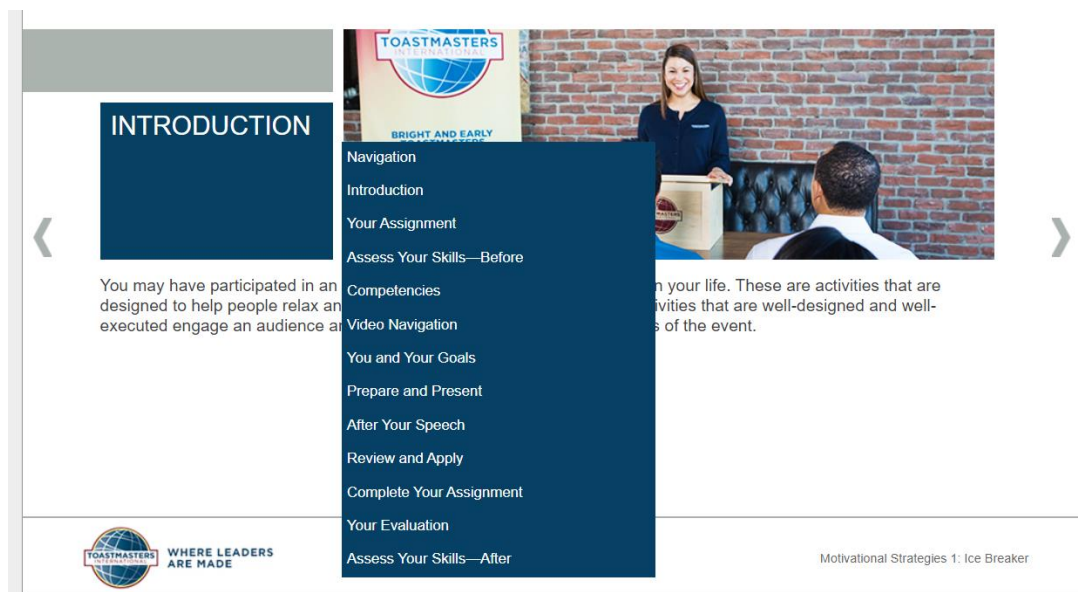 TOASTMASTERS
INTERNATIONAL
BRIGHT AND EARLY
TOASTMASTERS
INTRODUCTION
Navigation
Introduction
Your Assignment
Assess Your Skills—Before
Competencies
Video Navigation
You and Your Goals
Prepare and Present
After Your Speech
Review and Apply
Complete Your Assignment
Your Evaluation
Assess Your Skills—After
You may have participated in an n your life. These are activities that are
designed to help people relax an ivities that are well-designed and well-
executed engage an audience a s of the event.
TOASTMASTERS
INTERNATIONAL
WHERE LEADERS
ARE MADE
Motivational Strategies 1: Ice Breaker